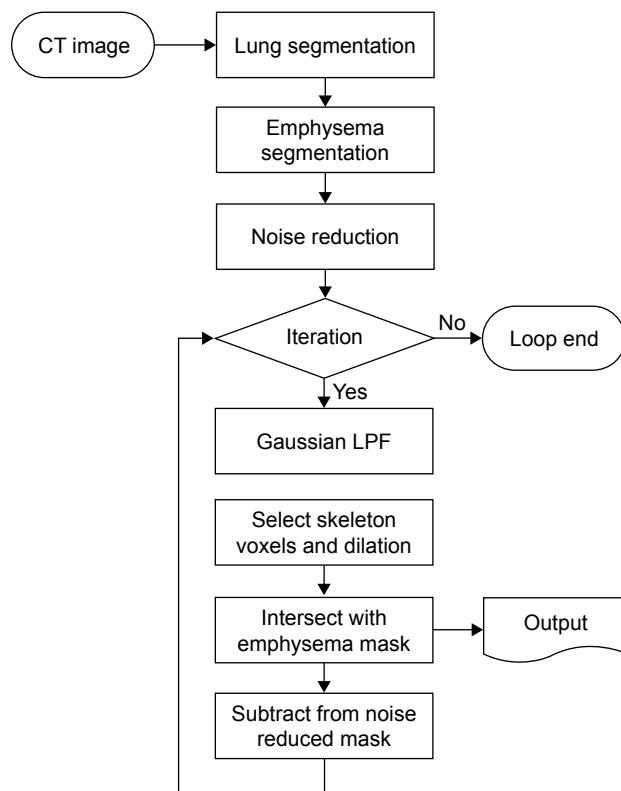 CT image
Lung segmentation
Emphysema
segmentation
Noise reduction
Iteration
No
Loop end
Yes
Gaussian LPF
Select skeleton
voxels and dilation
Intersect with
emphysema mask
Output
Subtract from noise
reduced mask